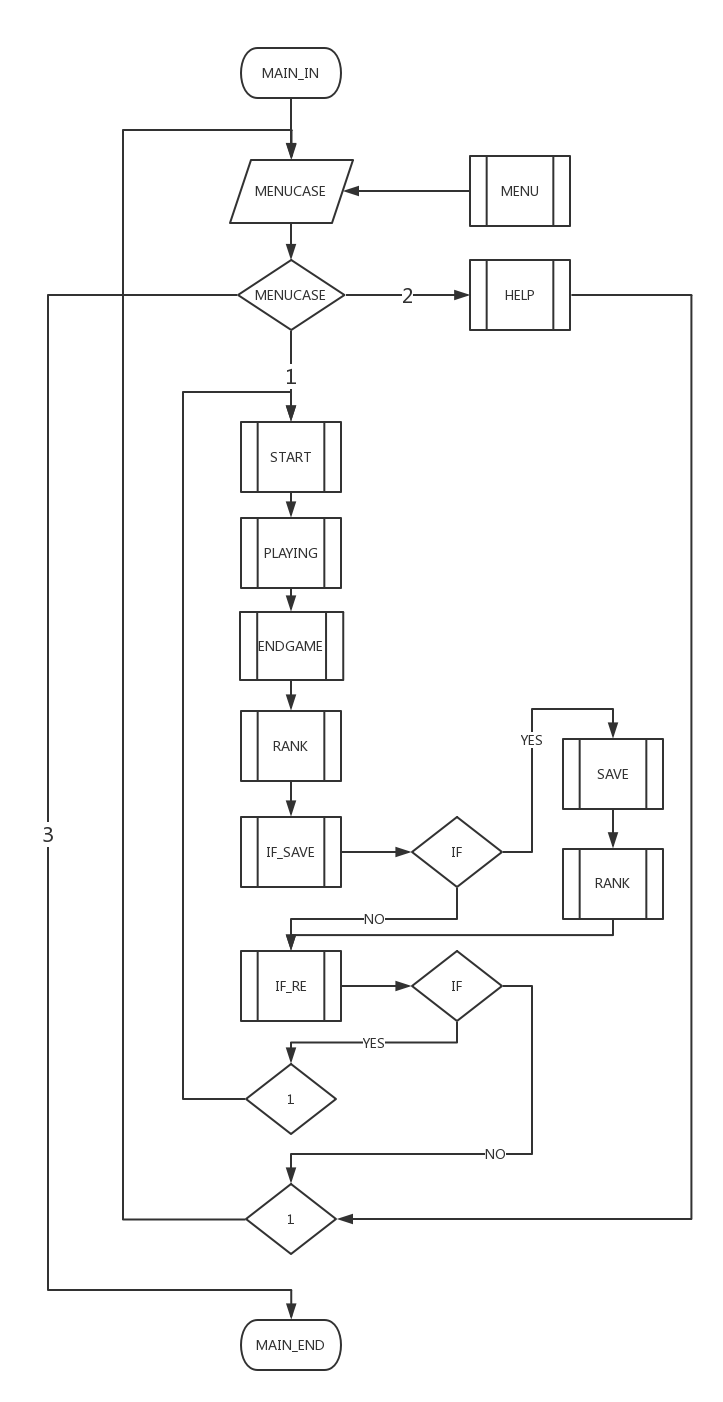 MAIN_IN
MENUCASE
MENU
MENUCASE
2
HELP
1
START
PLAYING
ENDGAME
RANK
YES
SAVE
3
IF_SAVE
IF
RANK
NO
IF_RE
IF
YES
1
NO
1
MAIN_END